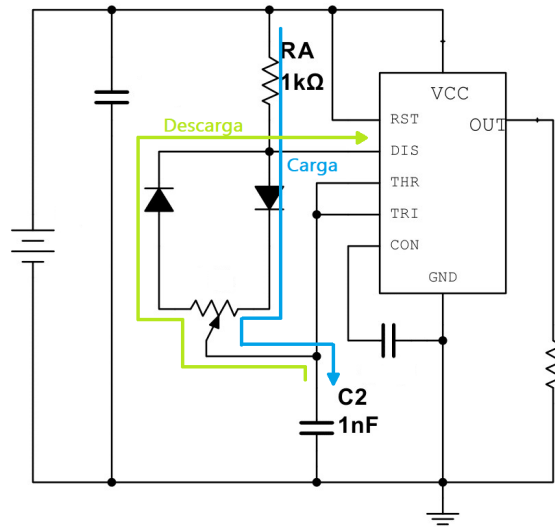 RA
1kΩ
VCC
RST
OUT
Descarga
DIS
Carga
THR
TRI
CON
GND
C2
1nF